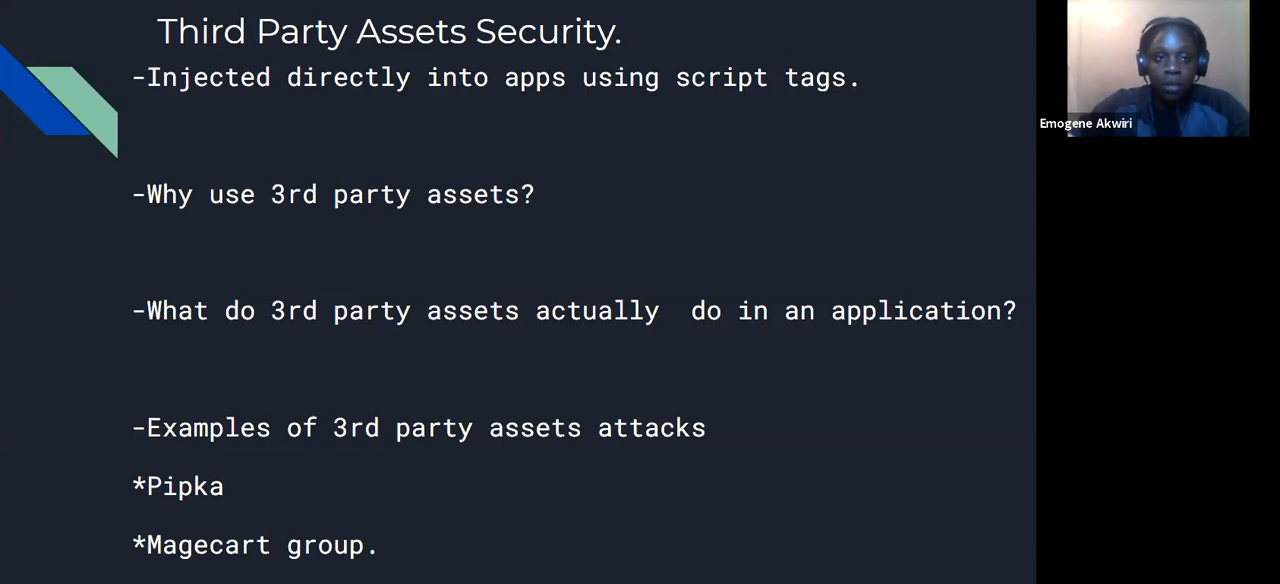 Third Party Assets Security.
-Injected directly into apps using script tags.
-Why use 3rd party assets?
-What do 3rd party assets actually  do in an application?
-Examples of 3rd party assets attacks
*Pipka
*Magecart group.
Emogene Akwiri